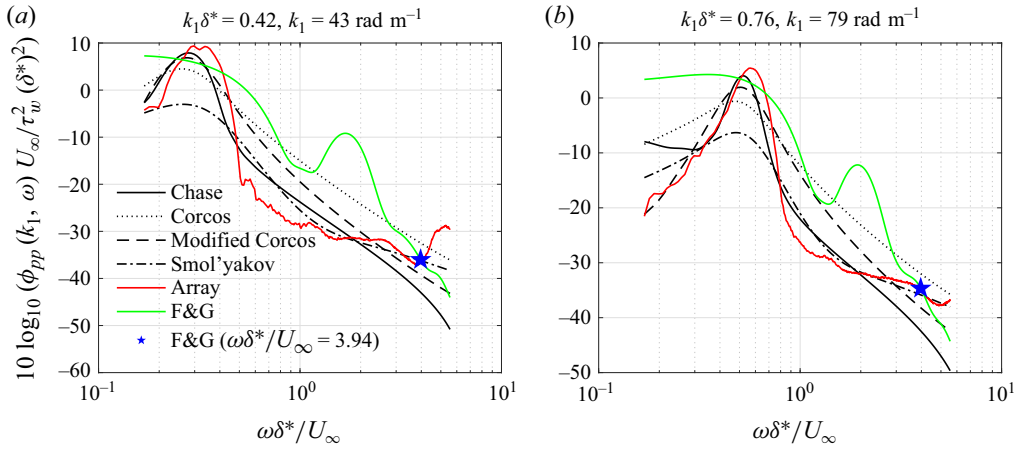 (a)
k₁δ* = 0.42, k₁ = 43 rad m⁻¹
10 log₁₀ (ϕₚₚ (k₁, ω) U∞/τ²w (δ*)²)
10
0
−10
−20
−30
−40
−50
−60
Chase
Corcos
Modified Corcos
Smol’yakov
Array
F&G
F&G (ωδ*/U∞ = 3.94)
10⁻¹
10⁰
10¹
ωδ*/U∞
(b)
k₁δ* = 0.76, k₁ = 79 rad m⁻¹
10
0
−10
−20
−30
−40
−50
10⁻¹
10⁰
10¹
ωδ*/U∞